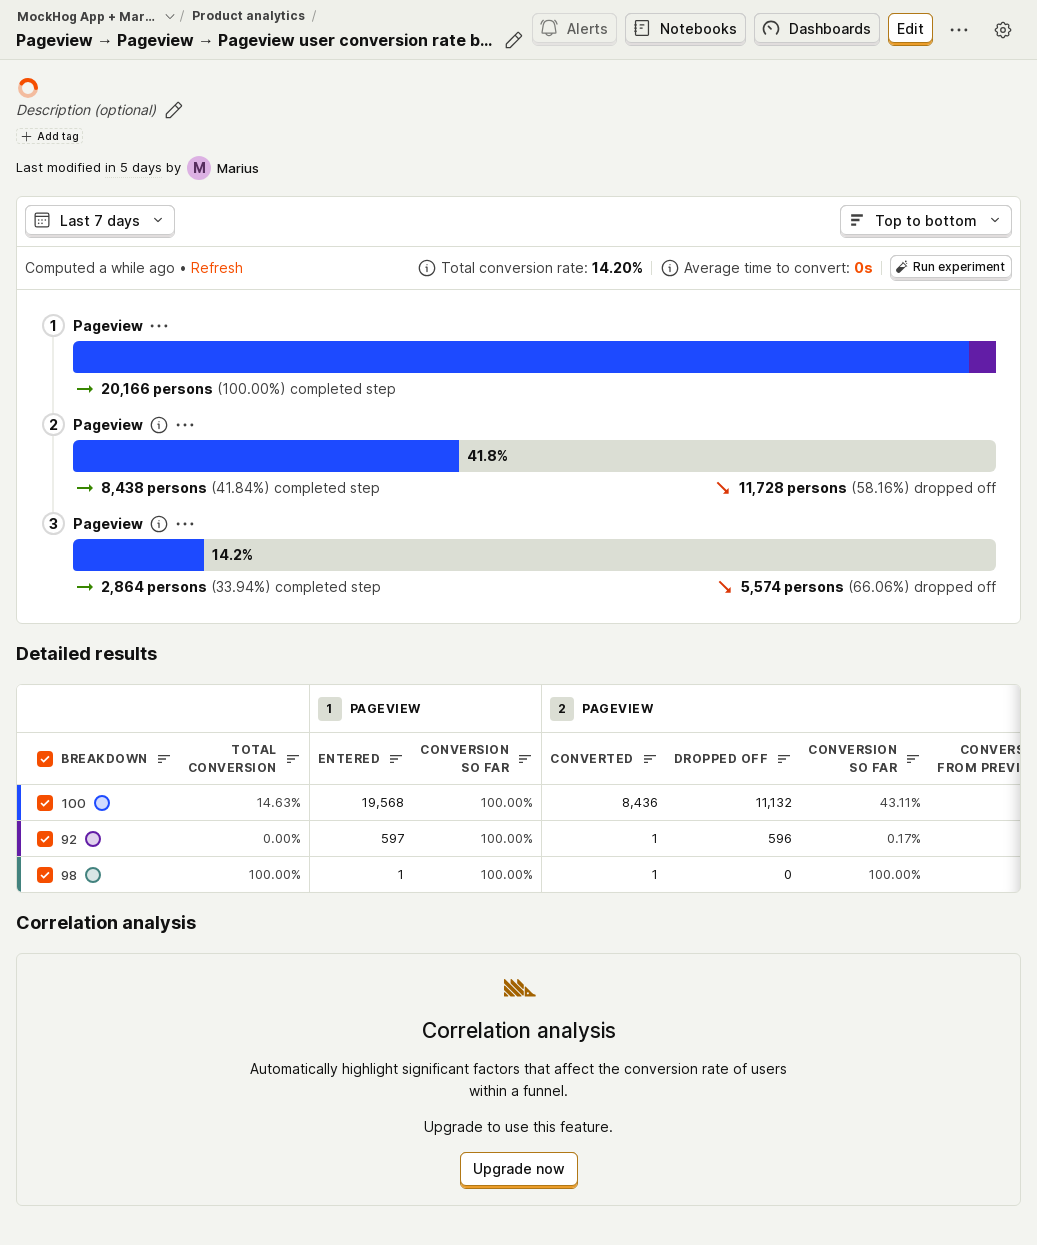 MockHog App + Mar...
/
Product analytics
/
Pageview → Pageview → Pageview user conversion rate b...
Alerts
Notebooks
Dashboards
Edit
Description (optional)
Add tag
Last modified in 5 days by M Marius
Last 7 days
Top to bottom
Computed a while ago • Refresh
Total conversion rate: 14.20%
Average time to convert: 0s
Run experiment
1 Pageview
20,166 persons (100.00%) completed step
2 Pageview
41.8%
8,438 persons (41.84%) completed step
11,728 persons (58.16%) dropped off
3 Pageview
14.2%
2,864 persons (33.94%) completed step
5,574 persons (66.06%) dropped off
Detailed results
1 PAGEVIEW
2 PAGEVIEW
BREAKDOWN
TOTAL
CONVERSION
ENTERED
CONVERSION
SO FAR
CONVERTED
DROPPED OFF
CONVERSION
SO FAR
CONVERS
FROM PREVI
100 14.63% 19,568 100.00% 8,436 11,132 43.11%
92 0.00% 597 100.00% 1 596 0.17%
98 100.00% 1 100.00% 1 0 100.00%
Correlation analysis
Correlation analysis
Automatically highlight significant factors that affect the conversion rate of users
within a funnel.
Upgrade to use this feature.
Upgrade now